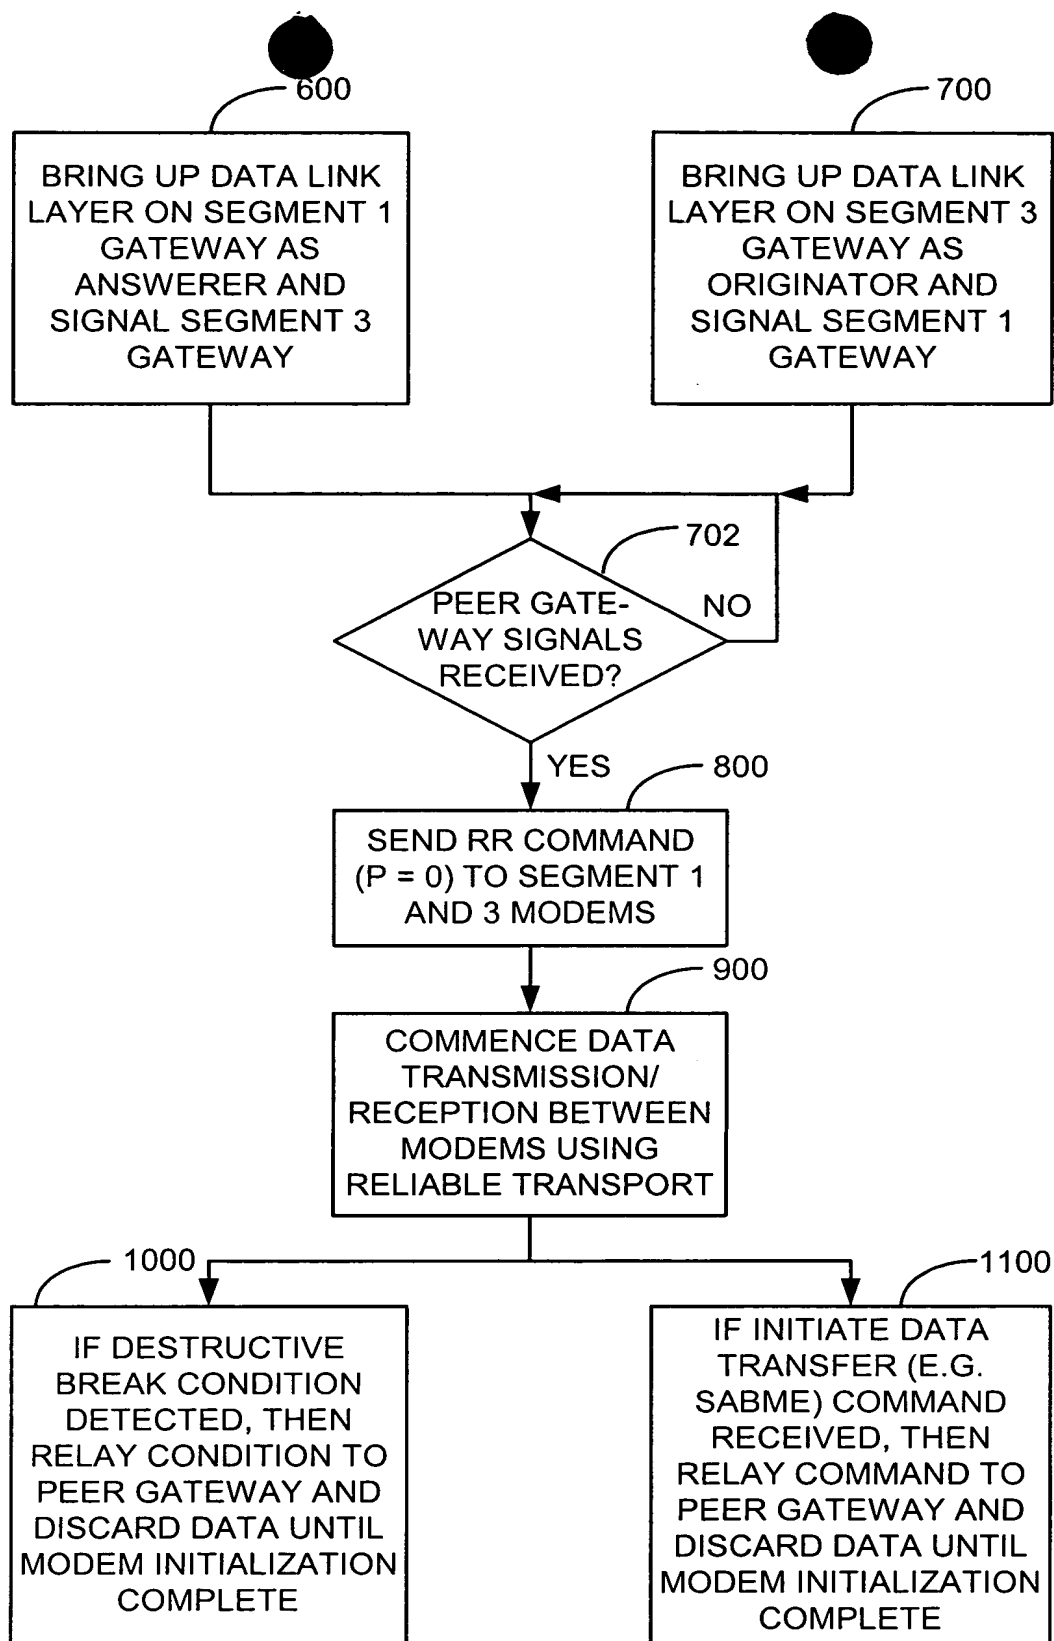 600
700
BRING UP DATA LINK
LAYER ON SEGMENT 1
GATEWAY AS
ANSWERER AND
SIGNAL SEGMENT 3
GATEWAY
BRING UP DATA LINK
LAYER ON SEGMENT 3
GATEWAY AS
ORIGINATOR AND
SIGNAL SEGMENT 1
GATEWAY
702
PEER GATE-
WAY SIGNALS
RECEIVED?
NO
YES
800
SEND RR COMMAND
(P = 0) TO SEGMENT 1
AND 3 MODEMS
900
COMMENCE DATA
TRANSMISSION/
RECEPTION BETWEEN
MODEMS USING
RELIABLE TRANSPORT
1000
IF DESTRUCTIVE
BREAK CONDITION
DETECTED, THEN
RELAY CONDITION TO
PEER GATEWAY AND
DISCARD DATA UNTIL
MODEM INITIALIZATION
COMPLETE
1100
IF INITIATE DATA
TRANSFER (E.G.
SABME) COMMAND
RECEIVED, THEN
RELAY COMMAND TO
PEER GATEWAY AND
DISCARD DATA UNTIL
MODEM INITIALIZATION
COMPLETE